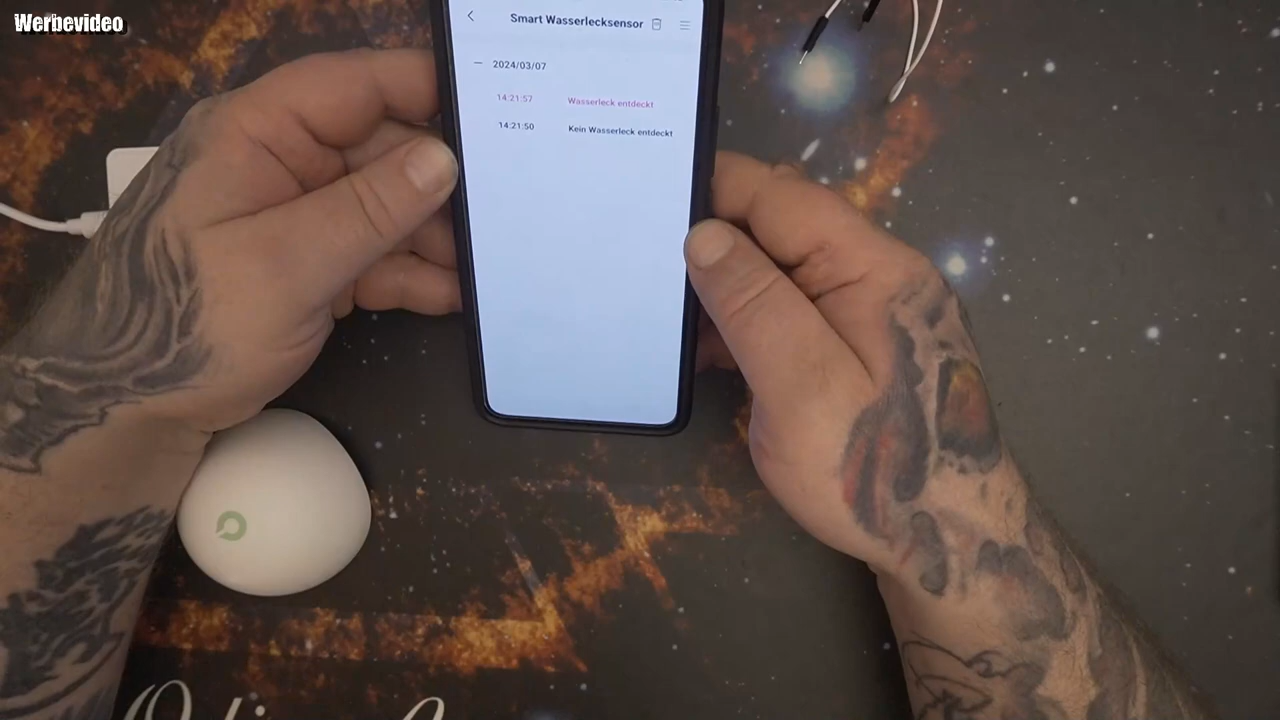 Werbevideo
Smart Wasserlecksensor
2024/03/07
14:21:57 Wasserleck entdeckt
14:21:50 Kein Wasserleck entdeckt